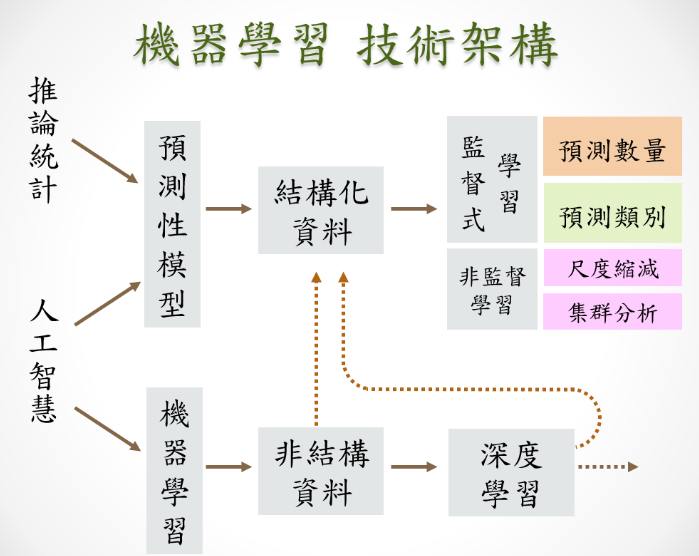 機器學習 技術架構
推論統計
人工智慧
預測性模型
結構化
資料
監督式
學習
預測數量
預測類別
非監督
學習
尺度縮減
集群分析
機器學習
非結構
資料
深度
學習